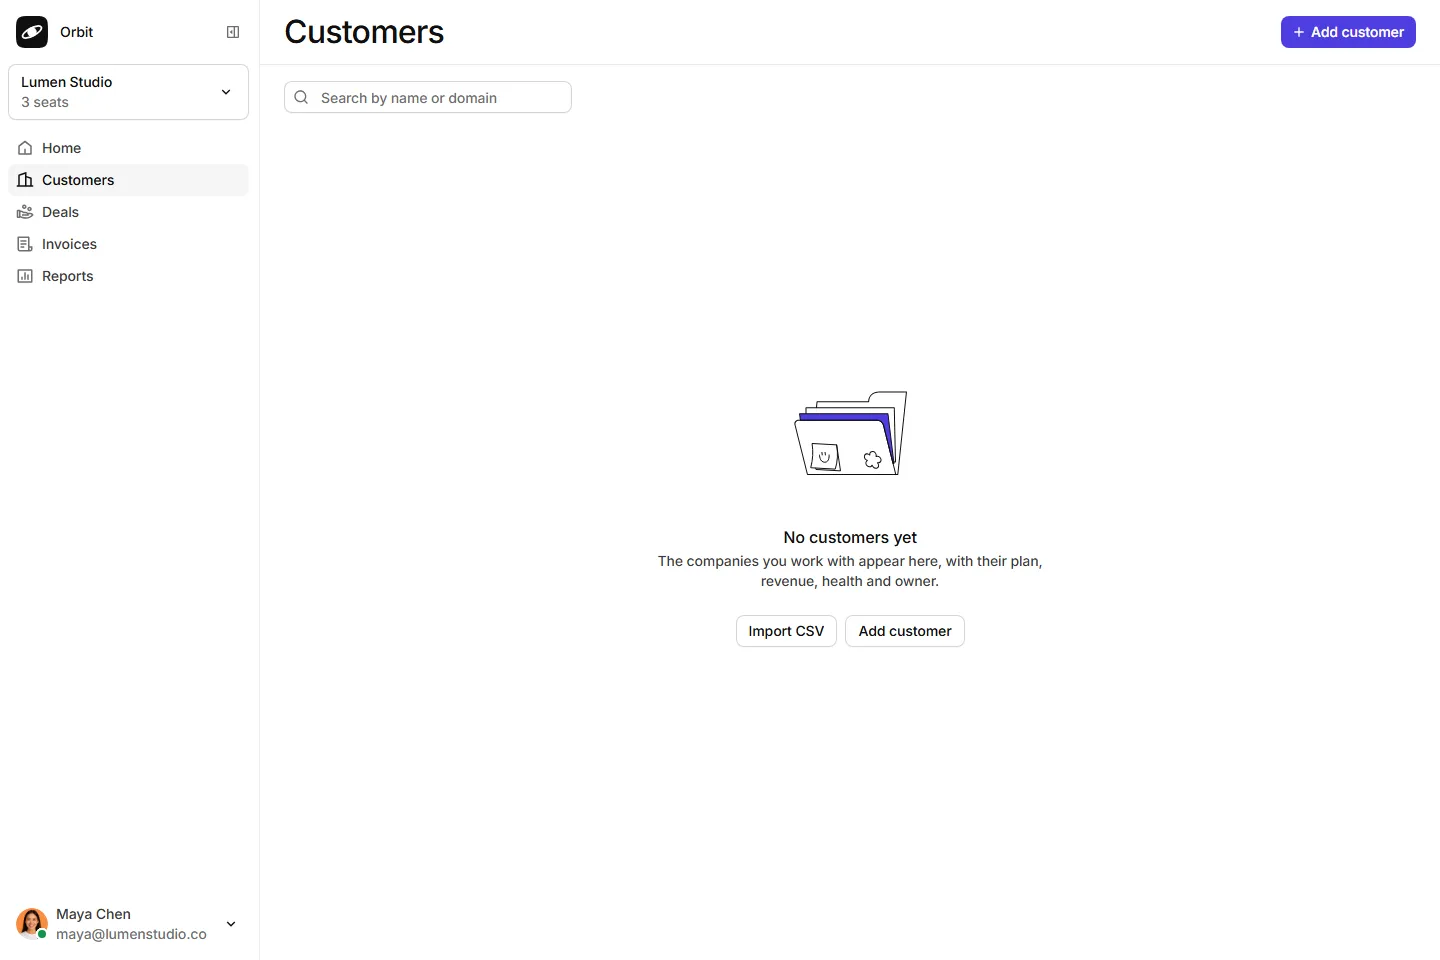 Orbit
Lumen Studio
3 seats
Home
Customers
Deals
Invoices
Reports
Maya Chen
maya@lumenstudio.co
Customers
Add customer
Search by name or domain
No customers yet
The companies you work with appear here, with their plan,
revenue, health and owner.
Import CSV
Add customer